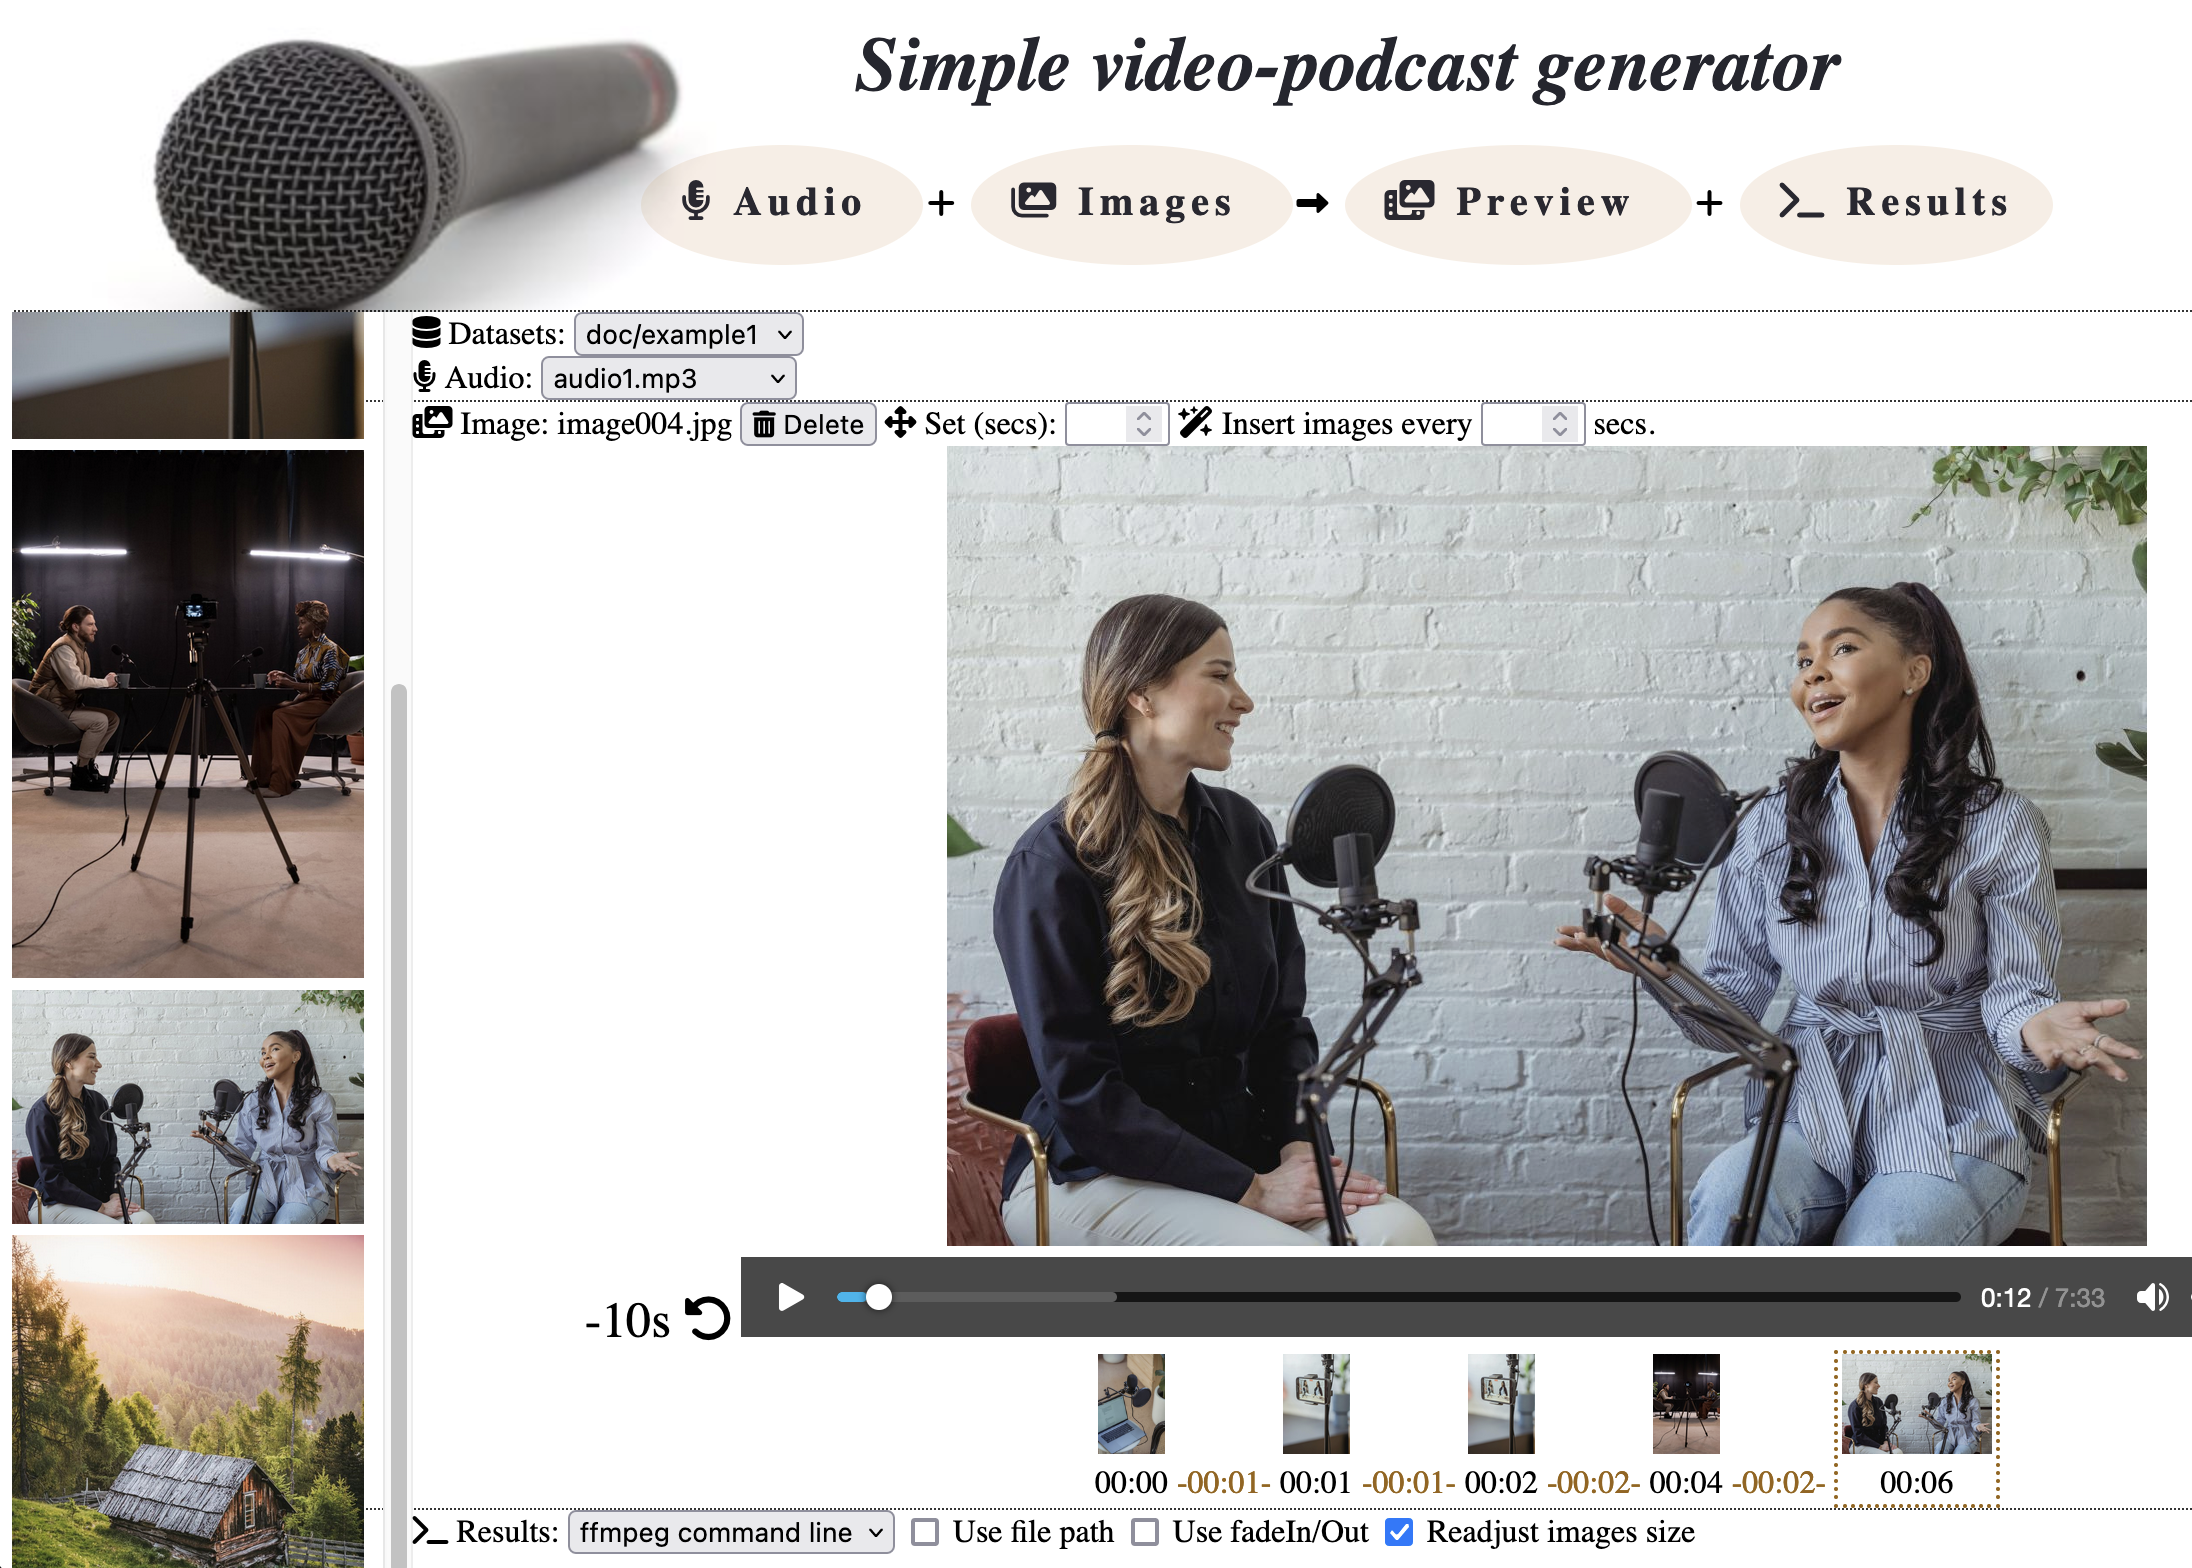 Simple video-podcast generator
Audio + Images → Preview + Results
Datasets: doc/example1
Audio: audio1.mp3
Image: image004.jpg Delete Set (secs): Insert images every secs.
-10s 0:12 / 7:33
00:00 -00:01- 00:01 -00:01- 00:02 -00:02- 00:04 -00:02- 00:06
Results: ffmpeg command line Use file path Use fadeIn/Out Readjust images size